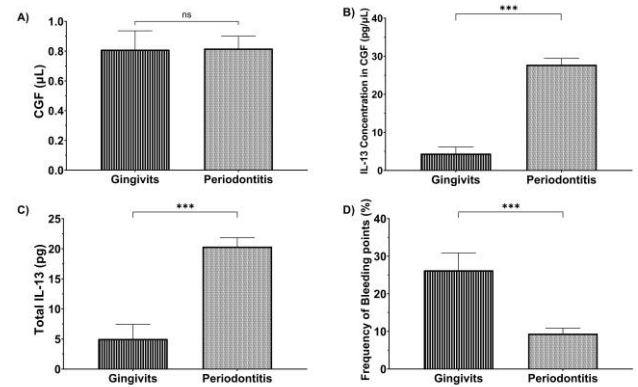 A)
ns
CGF (µL)
1.0
0.8
0.6
0.4
0.2
0.0
Gingivits Periodontitis
B)
***
IL-13 Concentration in CGF (pg/µL)
40
30
20
10
0
Gingivits Periodontitis
C)
***
Total IL-13 (pg)
25
20
15
10
5
0
Gingivits Periodontitis
D)
***
Frequency of Bleeding points (%)
40
30
20
10
0
Gingivits Periodontitis